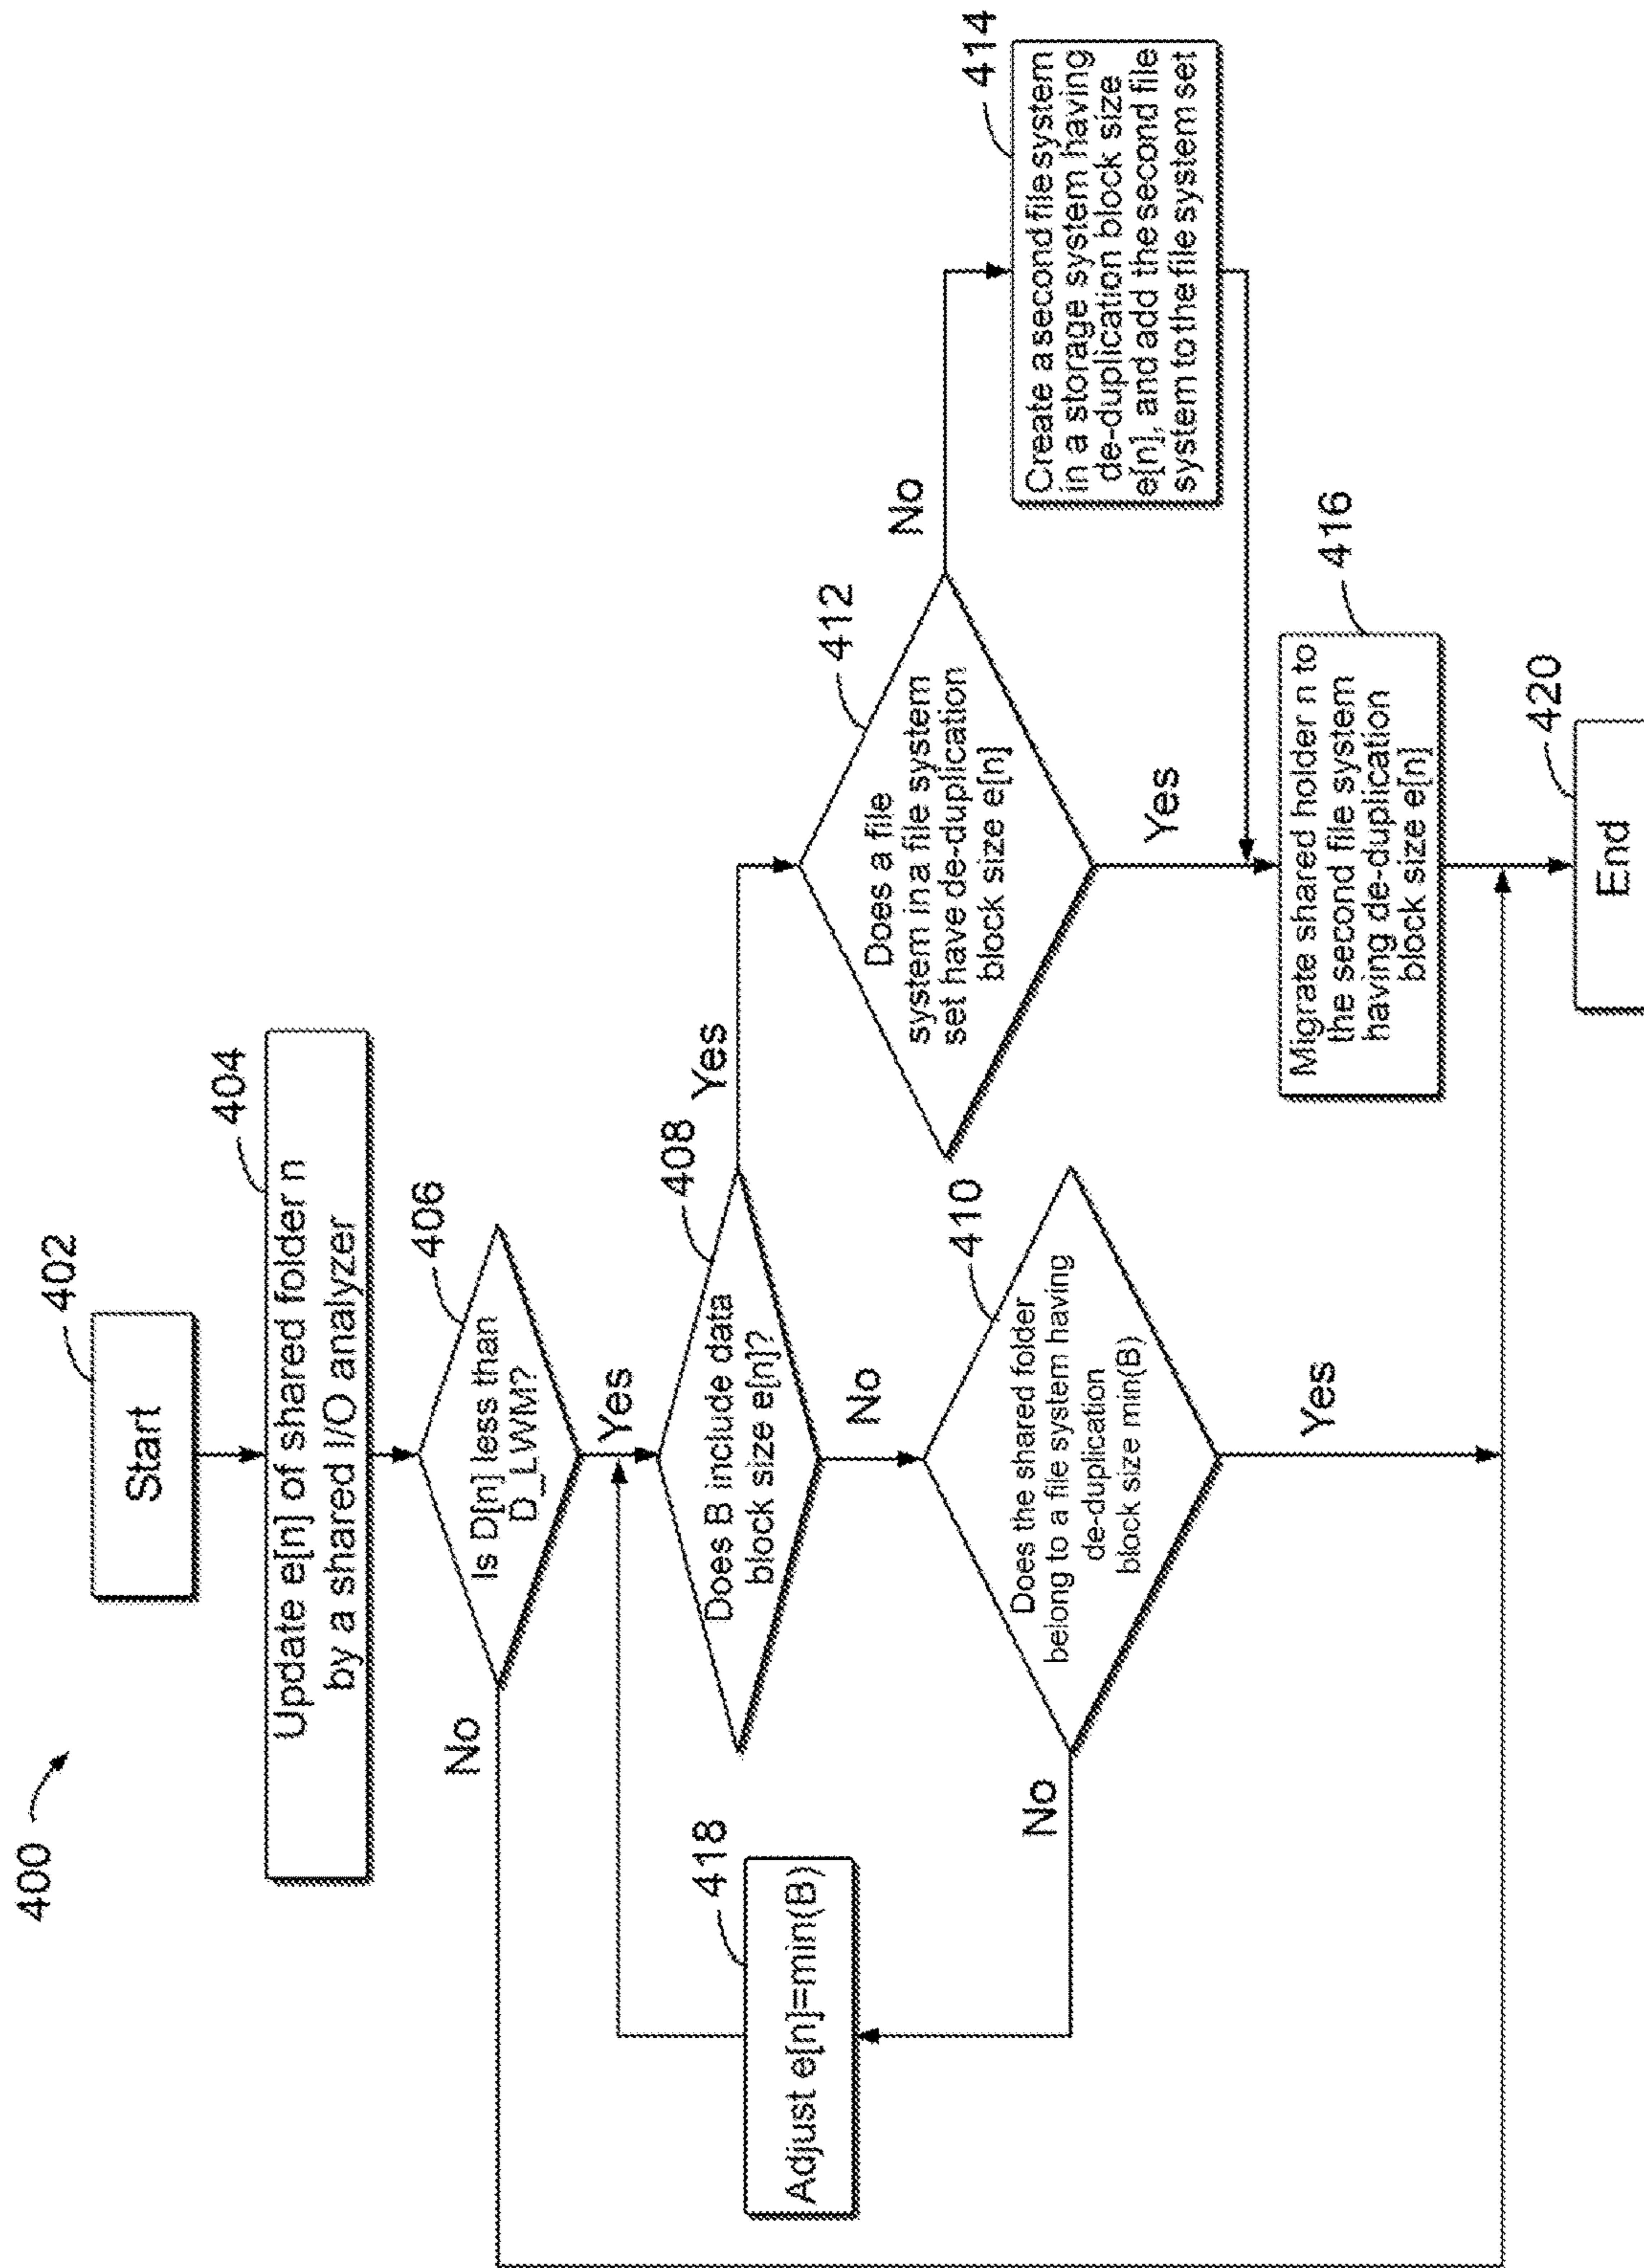 400
402
Start
404
Update e[n] of shared folder n
by a shared I/O analyzer
406
Is D[n] less than
D_LWM?
No
Yes
408
Does B include data
block size e[n]?
Yes
No
410
Does the shared folder
belong to a file system having
de-duplication
block size min(B)
No
Yes
418
Adjust e[n]=min(B)
412
Does a file
system in a file system
set have de-duplication
block size e[n]
No
Yes
414
Create a second file system
in a storage system having
de-duplication block size
e[n], and add the second file
system to the file system set
416
Migrate shared holder n to
the second file system
having de-duplication
block size e[n]
420
End